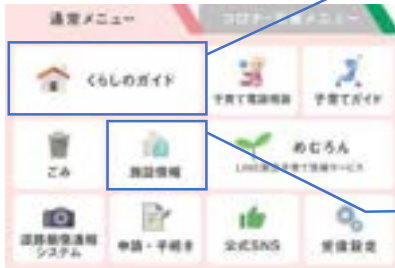 通常メニュー
くらしのガイド
子育て電話相談
子育てガイド
ごみ
施設情報
めむろん
道路損傷通報
システム
申請・手続き
公式SNS
受信設定